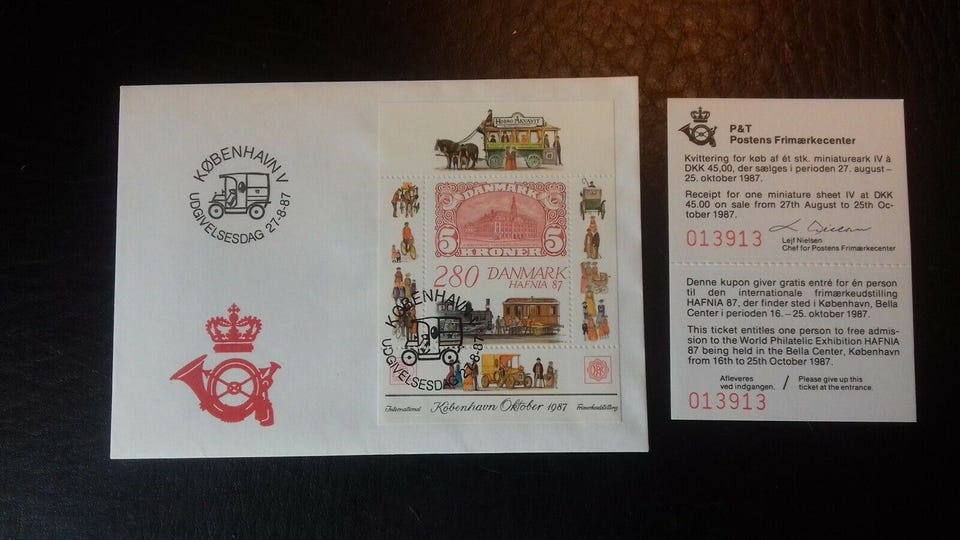 KØBENHAVN V
UDGIVELSESDAG 27-8-87
HOBRO AKVAVIT
DANMARK
5 5
KRONER
280 DANMARK
HAFNIA 87
KØBENHAVN V
UDGIVELSESDAG 27-8-87
International København Oktober 1987 Frimærkeudstilling
P&T
Postens Frimærkecenter
Kvittering for køb af ét stk. miniatureark IV à
DKK 45,00, der sælges i perioden 27. august –
25. oktober 1987.
Receipt for one miniature sheet IV at DKK
45.00 on sale from 27th August to 25th Oc-
tober 1987.
013913
Lejf Nielsen
Chef for Postens Frimærkecenter
Denne kupon giver gratis entré for én person
til den internationale frimærkeudstilling
HAFNIA 87, der finder sted i København, Bella
Center i perioden 16. – 25. oktober 1987.
This ticket entitles one person to free admis-
sion to the World Philatelic Exhibition HAFNIA
87 being held in the Bella Center, København
from 16th to 25th October 1987.
Afleveres / Please give up this
ved indgangen. ticket at the entrance.
013913